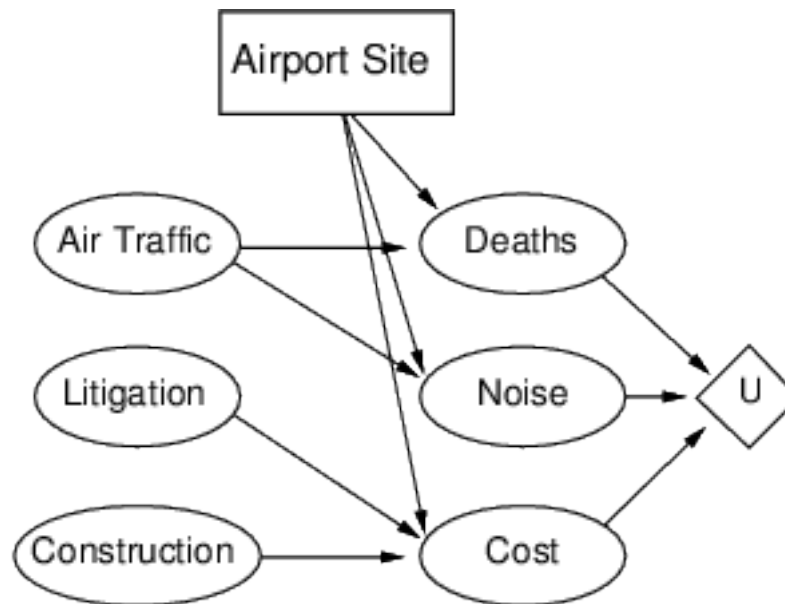 Airport Site
Air Traffic
Deaths
Litigation
Noise
U
Construction
Cost